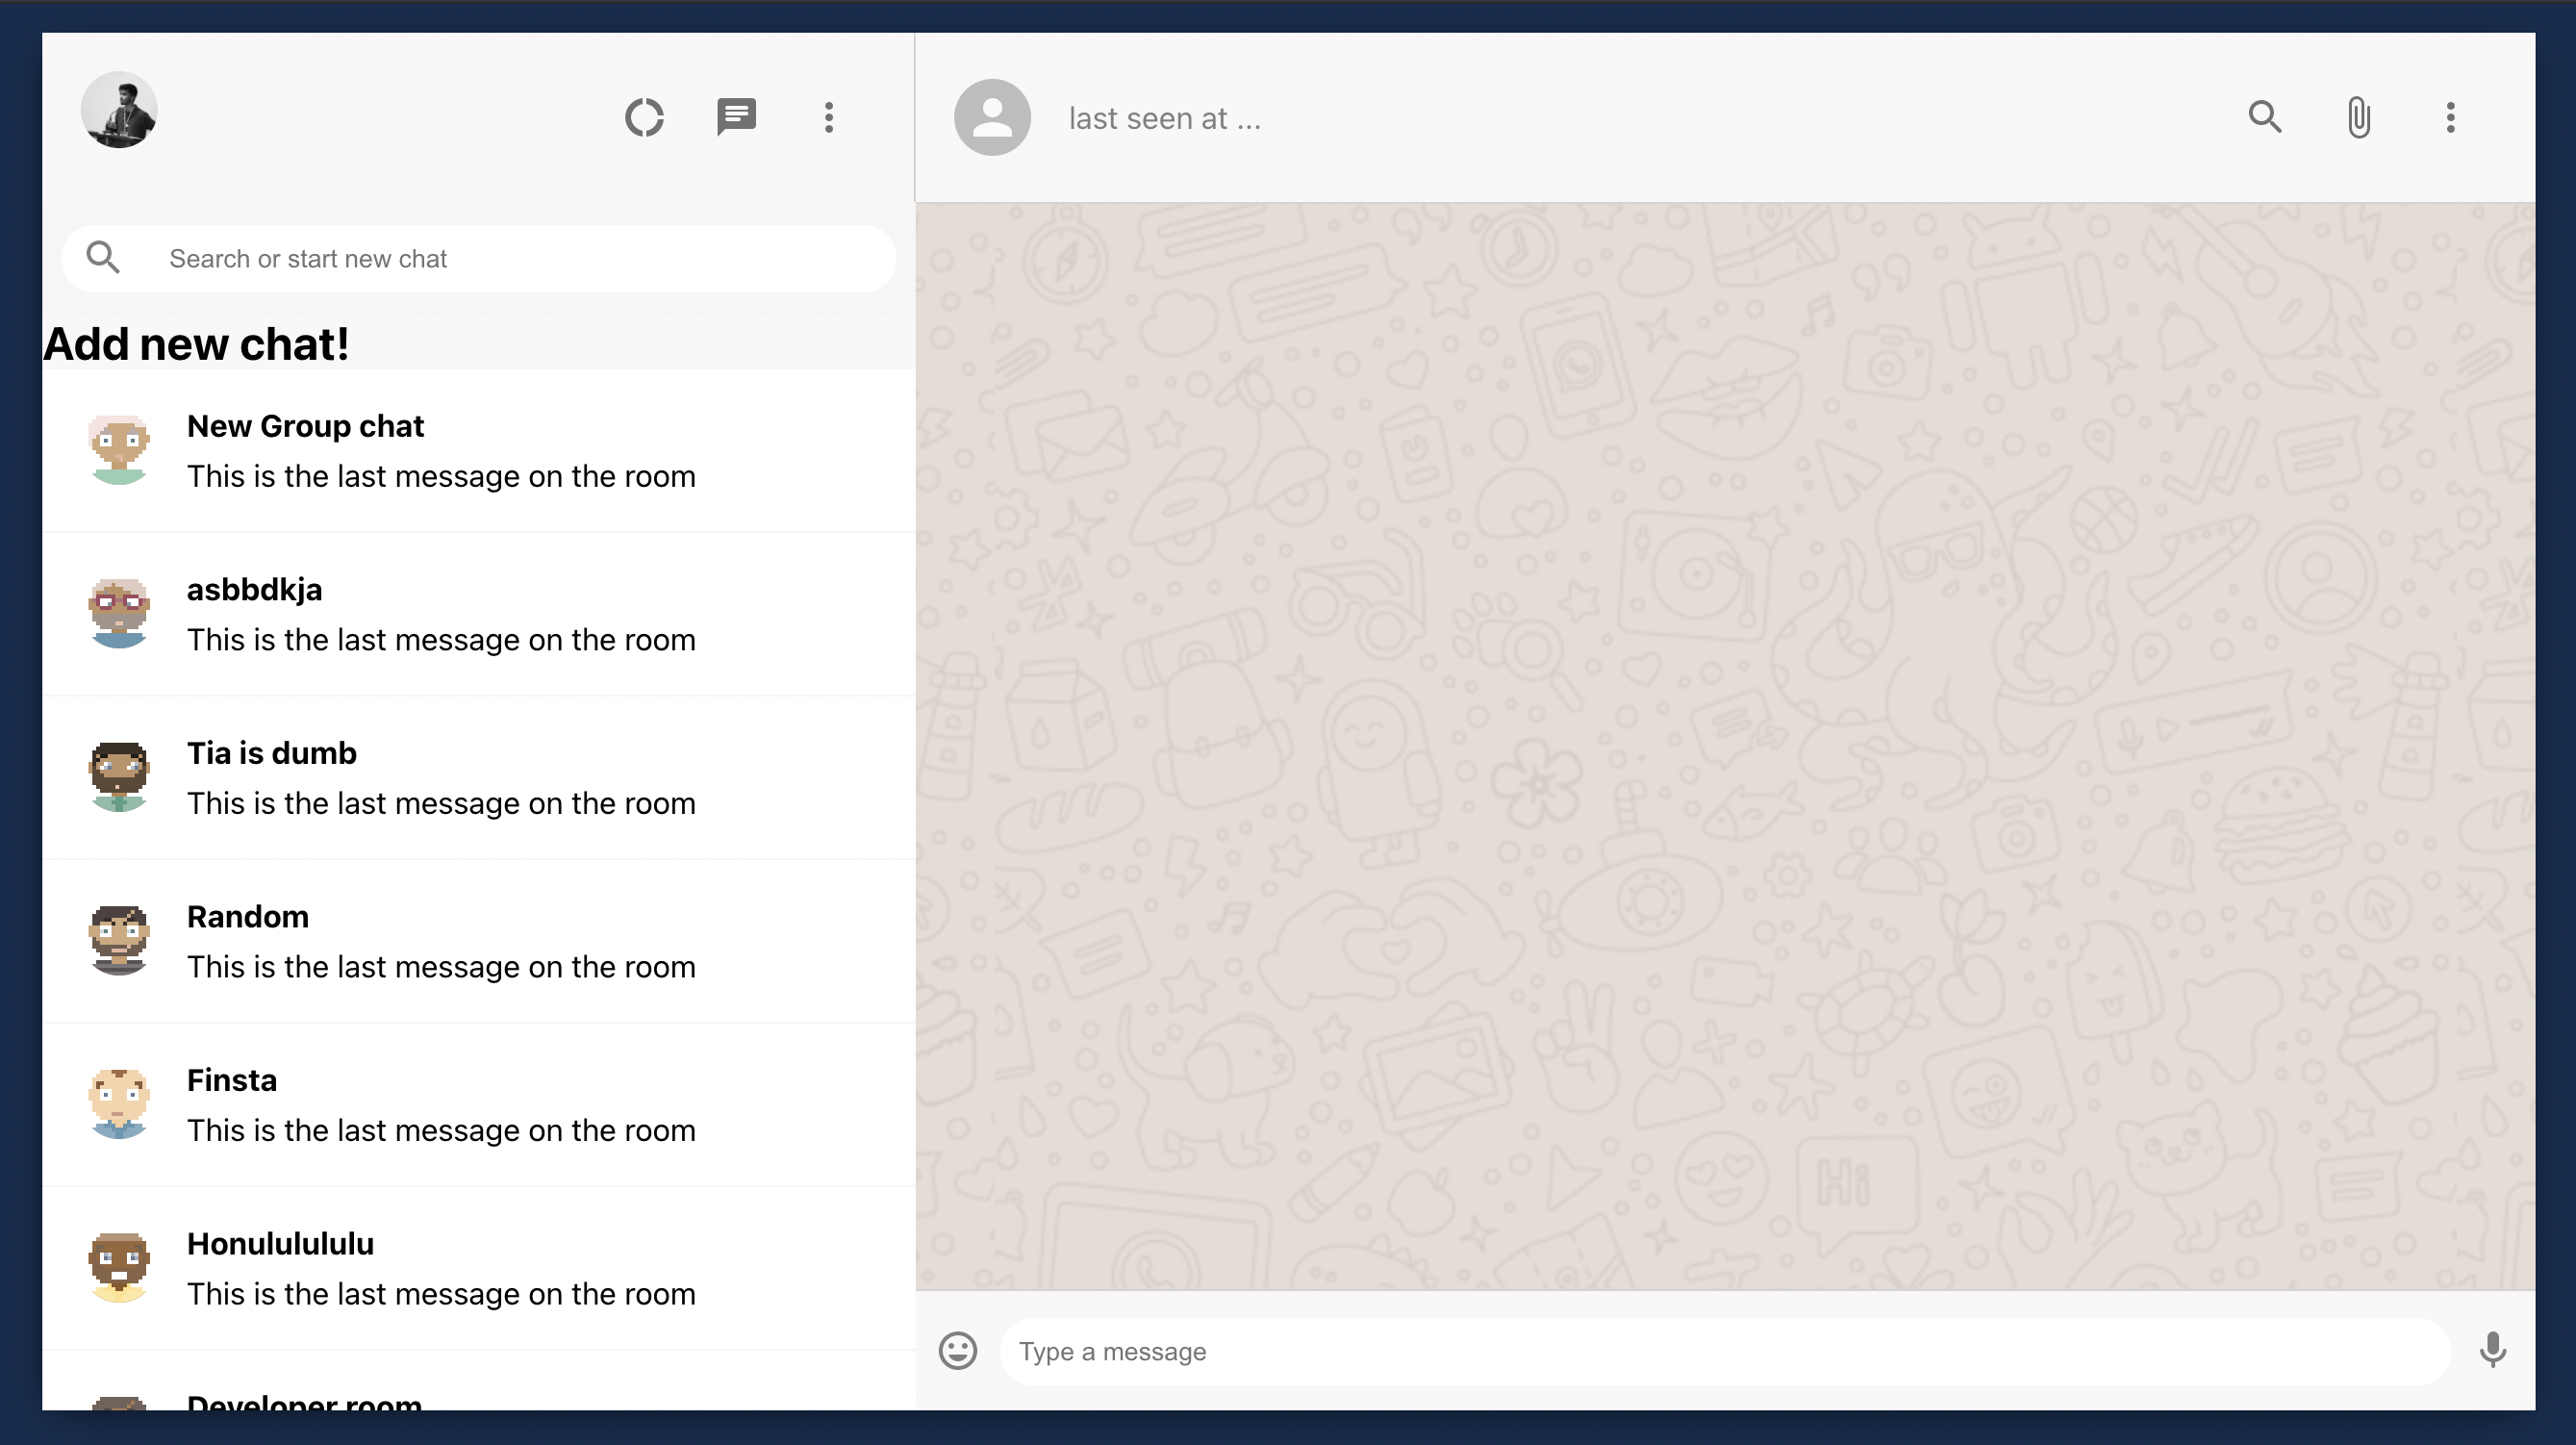 last seen at ...
Search or start new chat
Add new chat!
New Group chat
This is the last message on the room
asbbdkja
This is the last message on the room
Tia is dumb
This is the last message on the room
Random
This is the last message on the room
Finsta
This is the last message on the room
Honulululu
This is the last message on the room
Developer room
Hi
Type a message